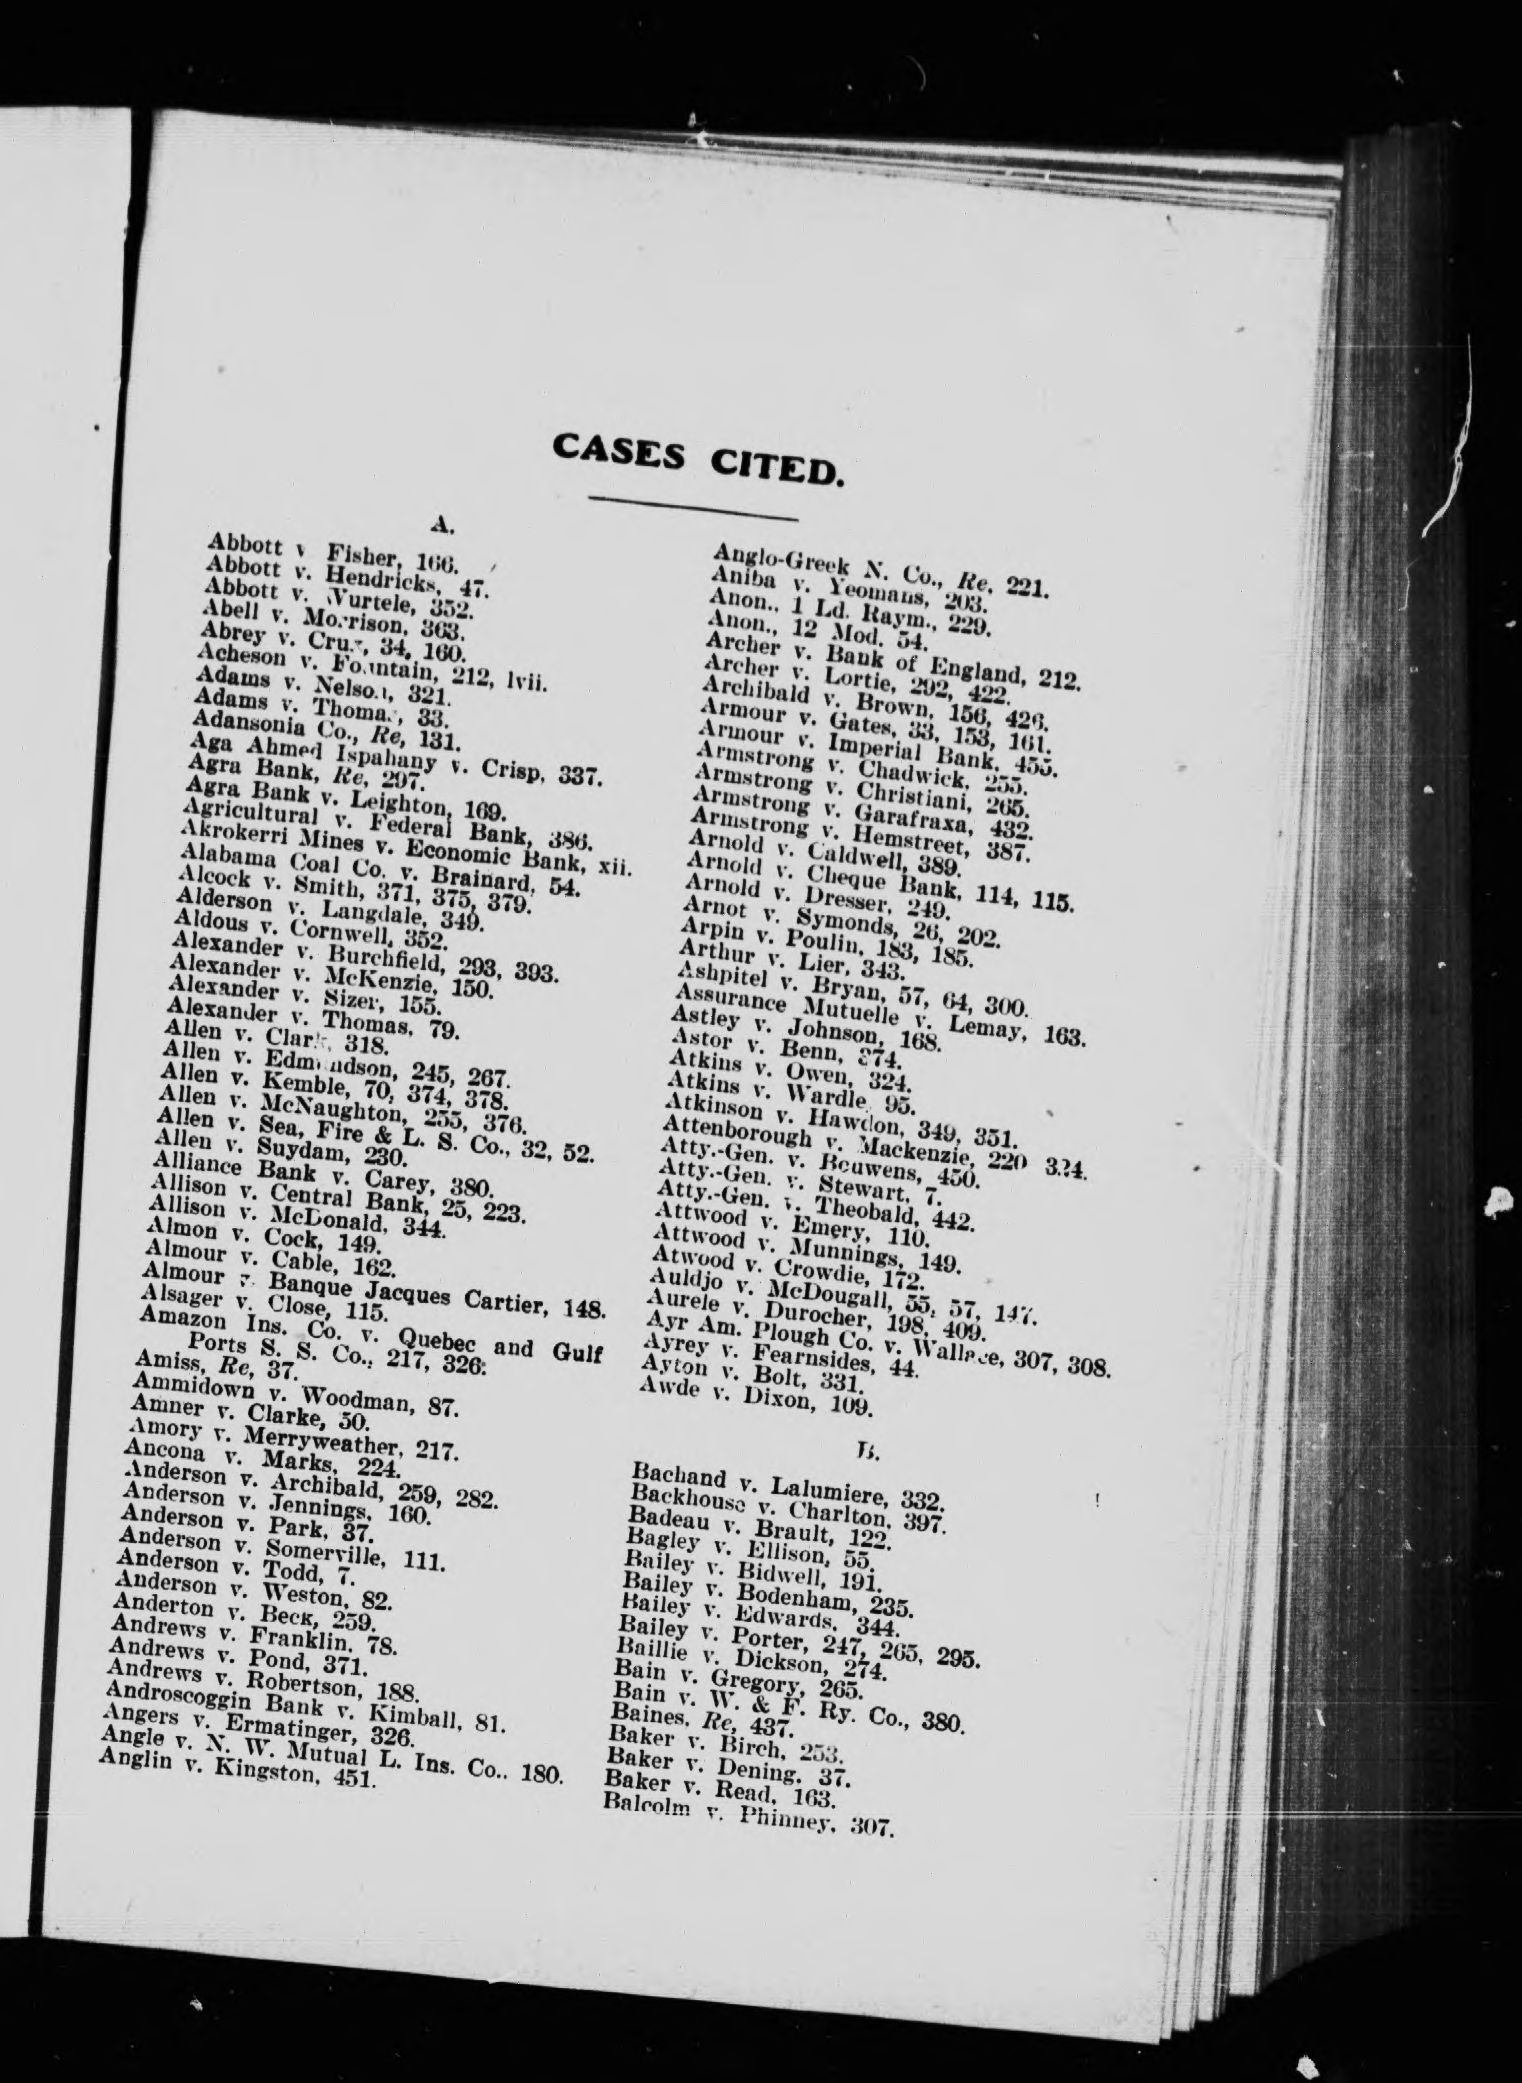 CASES CITED.
A.
Abbott v Fisher, 166.
Abbott v. Hendricks, 47.
Abbott v. Wurtele, 352.
Abell v. Morrison, 363.
Abrey v. Crux, 34, 160.
Acheson v. Fountain, 212, lvii.
Adams v. Nelson, 321.
Adams v. Thomas, 33.
Adansonia Co., Re, 131.
Aga Ahmed Ispahany v. Crisp, 337.
Agra Bank, Re, 297.
Agra Bank v. Leighton, 169.
Agricultural v. Federal Bank, 386.
Akrokerri Mines v. Economic Bank, xii.
Alabama Coal Co. v. Brainard, 54.
Alcock v. Smith, 371, 375, 379.
Alderson v. Langdale, 349.
Aldous v. Cornwell, 352.
Alexander v. Burchfield, 293, 393.
Alexander v. McKenzie, 150.
Alexander v. Sizer, 155.
Alexander v. Thomas, 79.
Allen v. Clark, 318.
Allen v. Edmundson, 245, 267.
Allen v. Kemble, 70, 374, 378.
Allen v. McNaughton, 255, 376.
Allen v. Sea, Fire & L. S. Co., 32, 52.
Allen v. Suydam, 230.
Alliance Bank v. Carey, 380.
Allison v. Central Bank, 25, 223.
Allison v. McDonald, 344.
Almon v. Cock, 149.
Almour v. Cable, 162.
Almour v. Banque Jacques Cartier, 148.
Alsager v. Close, 115.
Amazon Ins. Co. v. Quebec and Gulf
Ports S. S. Co., 217, 326.
Amiss, Re, 37.
Ammidown v. Woodman, 87.
Amner v. Clarke, 50.
Amory v. Merryweather, 217.
Ancona v. Marks, 224.
Anderson v. Archibald, 259, 282.
Anderson v. Jennings, 160.
Anderson v. Park, 37.
Anderson v. Somerville, 111.
Anderson v. Todd, 7.
Anderson v. Weston, 82.
Anderton v. Beck, 259.
Andrews v. Franklin, 78.
Andrews v. Pond, 371.
Andrews v. Robertson, 188.
Androscoggin Bank v. Kimball, 81.
Angers v. Ermatinger, 326.
Angle v. N. W. Mutual L. Ins. Co., 180.
Anglin v. Kingston, 451.
Anglo-Greek N. Co., Re, 221.
Aniba v. Yeomans, 203.
Anon., 1 Ld. Raym., 229.
Anon., 12 Mod. 54.
Archer v. Bank of England, 212.
Archer v. Lortie, 292, 422.
Archibald v. Brown, 156, 426.
Armour v. Gates, 33, 153, 161.
Armour v. Imperial Bank, 455.
Armstrong v. Chadwick, 255.
Armstrong v. Christiani, 265.
Armstrong v. Garafraxa, 432.
Armstrong v. Hemstreet, 387.
Arnold v. Caldwell, 389.
Arnold v. Cheque Bank, 114, 115.
Arnold v. Dresser, 249.
Arnot v. Symonds, 26, 202.
Arpin v. Poulin, 183, 185.
Arthur v. Lier, 343.
Ashpitel v. Bryan, 57, 64, 300.
Assurance Mutuelle v. Lemay, 163.
Astley v. Johnson, 168.
Astor v. Benn, 374.
Atkins v. Owen, 324.
Atkins v. Wardle, 95.
Atkinson v. Hawdon, 349, 351.
Attenborough v. Mackenzie, 220 324.
Atty.-Gen. v. Bouwens, 450.
Atty.-Gen. v. Stewart, 7.
Atty.-Gen. v. Theobald, 442.
Attwood v. Emery, 110.
Attwood v. Munnings, 149.
Atwood v. Crowdie, 172.
Auldjo v. McDougall, 55, 57, 147.
Aurele v. Durocher, 198, 409.
Ayr Am. Plough Co. v. Wallace, 307, 308.
Ayrey v. Fearnsides, 44.
Ayton v. Bolt, 331.
Awde v. Dixon, 109.
B.
Bachand v. Lalumiere, 332.
Backhouse v. Charlton, 397.
Badeau v. Brault, 122.
Bagley v. Ellison, 55.
Bailey v. Bidwell, 191.
Bailey v. Bodenham, 235.
Bailey v. Edwards, 344.
Bailey v. Porter, 247, 265, 295.
Baillie v. Dickson, 274.
Bain v. Gregory, 265.
Bain v. W. & F. Ry. Co., 380.
Baines, Re, 437.
Baker v. Birch, 253.
Baker v. Dening, 37.
Baker v. Read, 163.
Balcolm v. Phinney, 307.